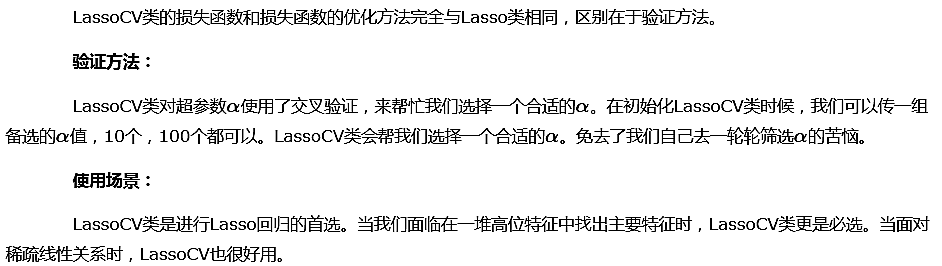 LassoCV类的损失函数和损失函数的优化方法完全与Lasso类相同，区别在于验证方法。
验证方法：
LassoCV类对超参数α使用了交叉验证，来帮忙我们选择一个合适的α。在初始化LassoCV类时候，我们可以传一组
备选的α值，10个，100个都可以。LassoCV类会帮我们选择一个合适的α。免去了我们自己去一轮轮筛选α的苦恼。
使用场景：
LassoCV类是进行Lasso回归的首选。当我们面临在一堆高位特征中找出主要特征时，LassoCV类更是必选。当面对
稀疏线性关系时，LassoCV也很好用。